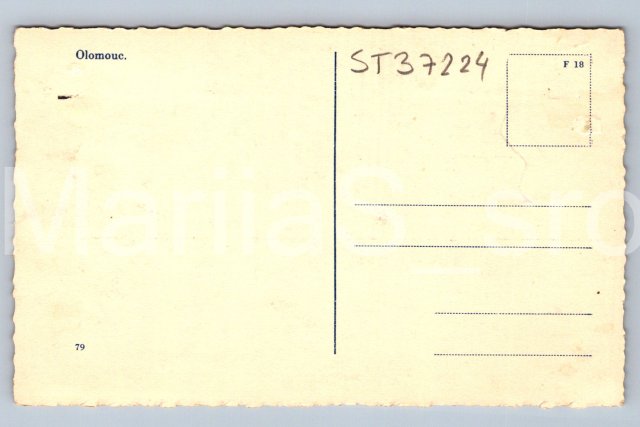 Olomouc.
ST37224
F 18
MariiaS_sro
79